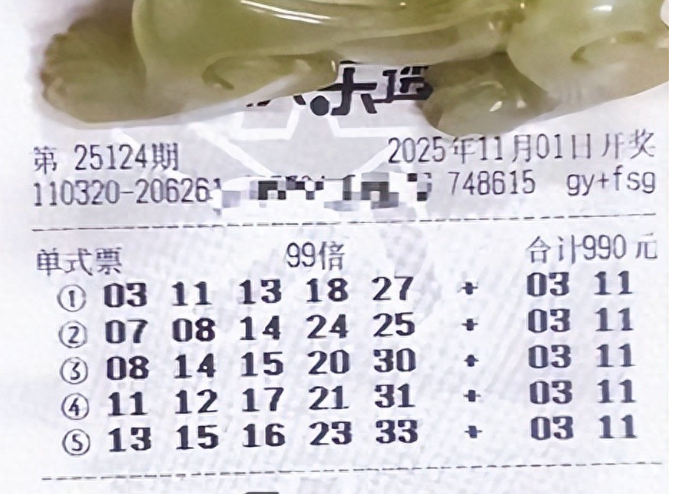 大乐透
第 25124期 2025年11月01日开奖
110320-206261 748615 gy+fsg
单式票 99倍 合计990元
① 03 11 13 18 27 + 03 11
② 07 08 14 24 25 + 03 11
③ 08 14 15 20 30 + 03 11
④ 11 12 17 21 31 + 03 11
⑤ 13 15 16 23 33 + 03 11